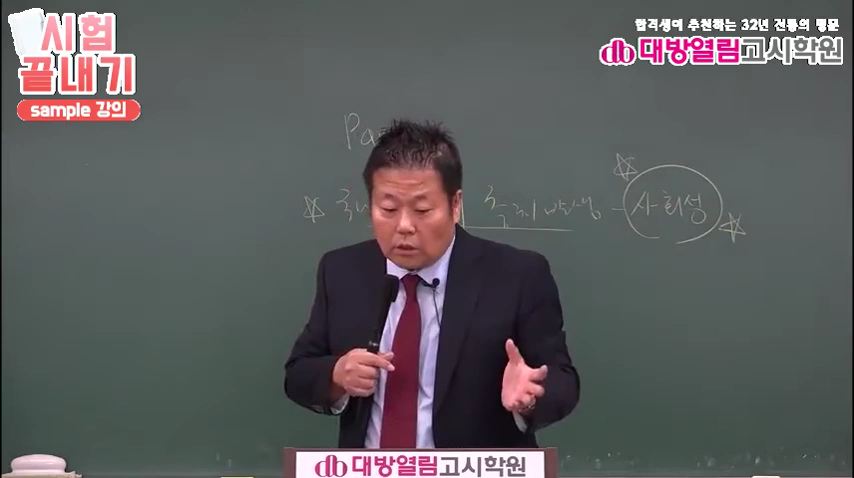 시험
끝내기
sample 강의
합격생이 추천하는 32년 전통의 명문
db 대방열림고시학원
Pa
사회성
db 대방열림고시학원